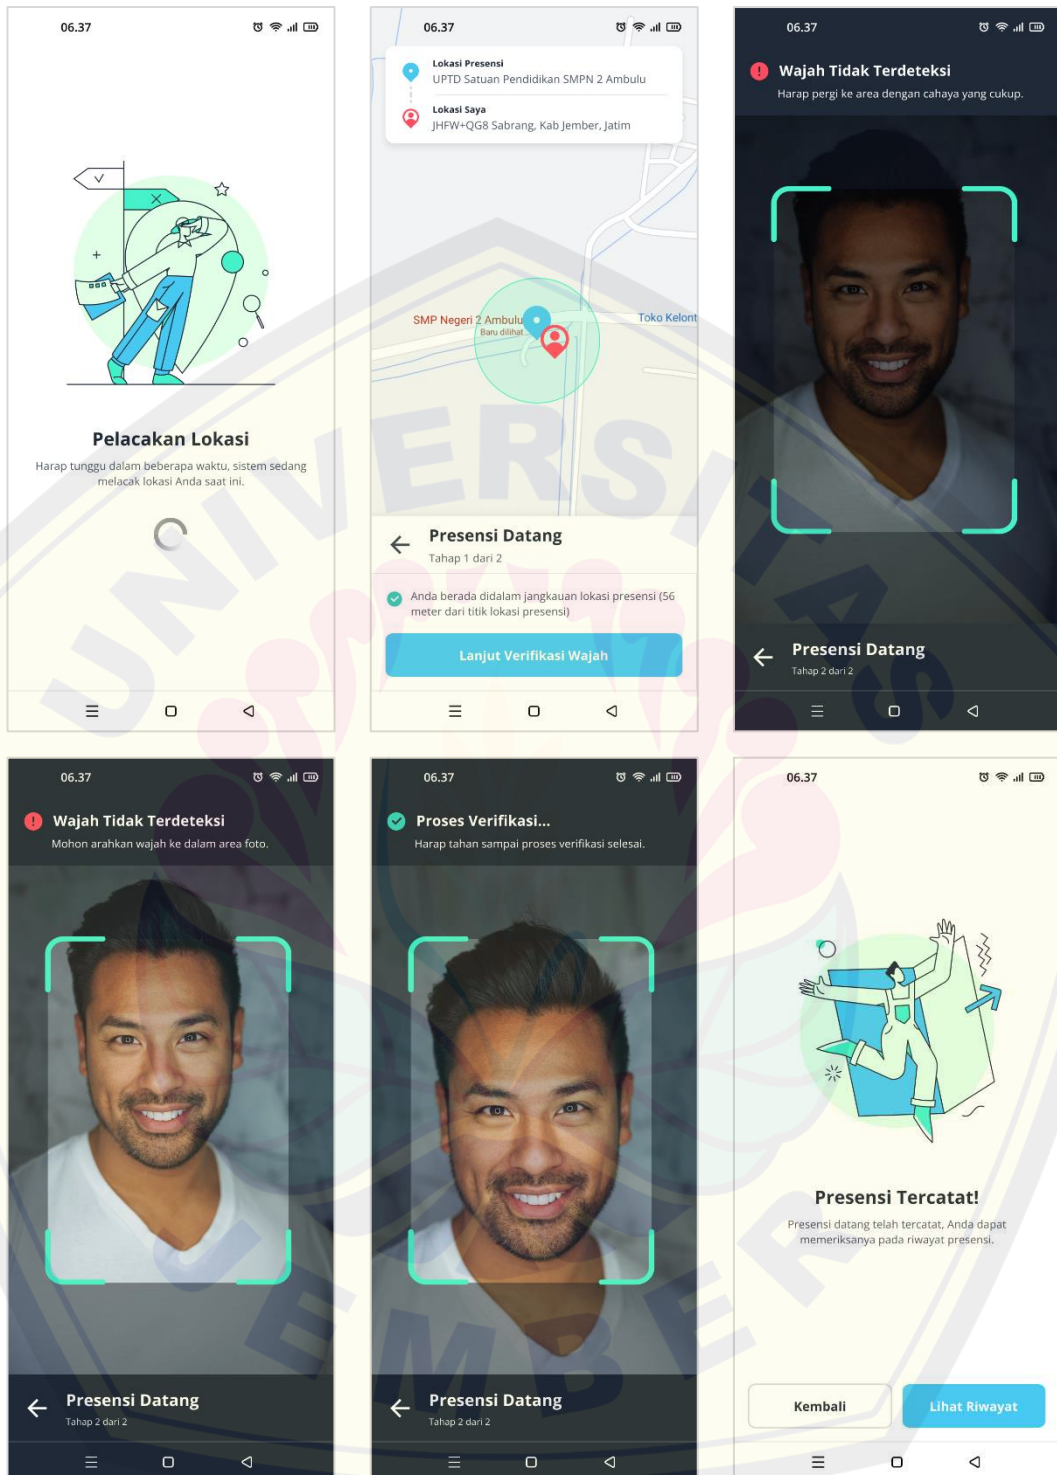 06.37
Pelacakan Lokasi
Harap tunggu dalam beberapa waktu, sistem sedang
melacak lokasi Anda saat ini.
06.37
Lokasi Presensi
UPTD Satuan Pendidikan SMPN 2 Ambulu
Lokasi Saya
JHFW+QG8 Sabrang, Kab Jember, Jatim
SMP Negeri 2 Ambulu
Baru dilihat
Toko Kelont
Presensi Datang
Tahap 1 dari 2
Anda berada didalam jangkauan lokasi presensi (56
meter dari titik lokasi presensi)
Lanjut Verifikasi Wajah
06.37
Wajah Tidak Terdeteksi
Harap pergi ke area dengan cahaya yang cukup.
Presensi Datang
Tahap 2 dari 2
06.37
Wajah Tidak Terdeteksi
Mohon arahkan wajah ke dalam area foto.
Presensi Datang
Tahap 2 dari 2
06.37
Proses Verifikasi...
Harap tahan sampai proses verifikasi selesai.
Presensi Datang
Tahap 2 dari 2
06.37
Presensi Tercatat!
Presensi datang telah tercatat, Anda dapat
memeriksanya pada riwayat presensi.
Kembali
Lihat Riwayat
UNIVERSITAS
JEMBER